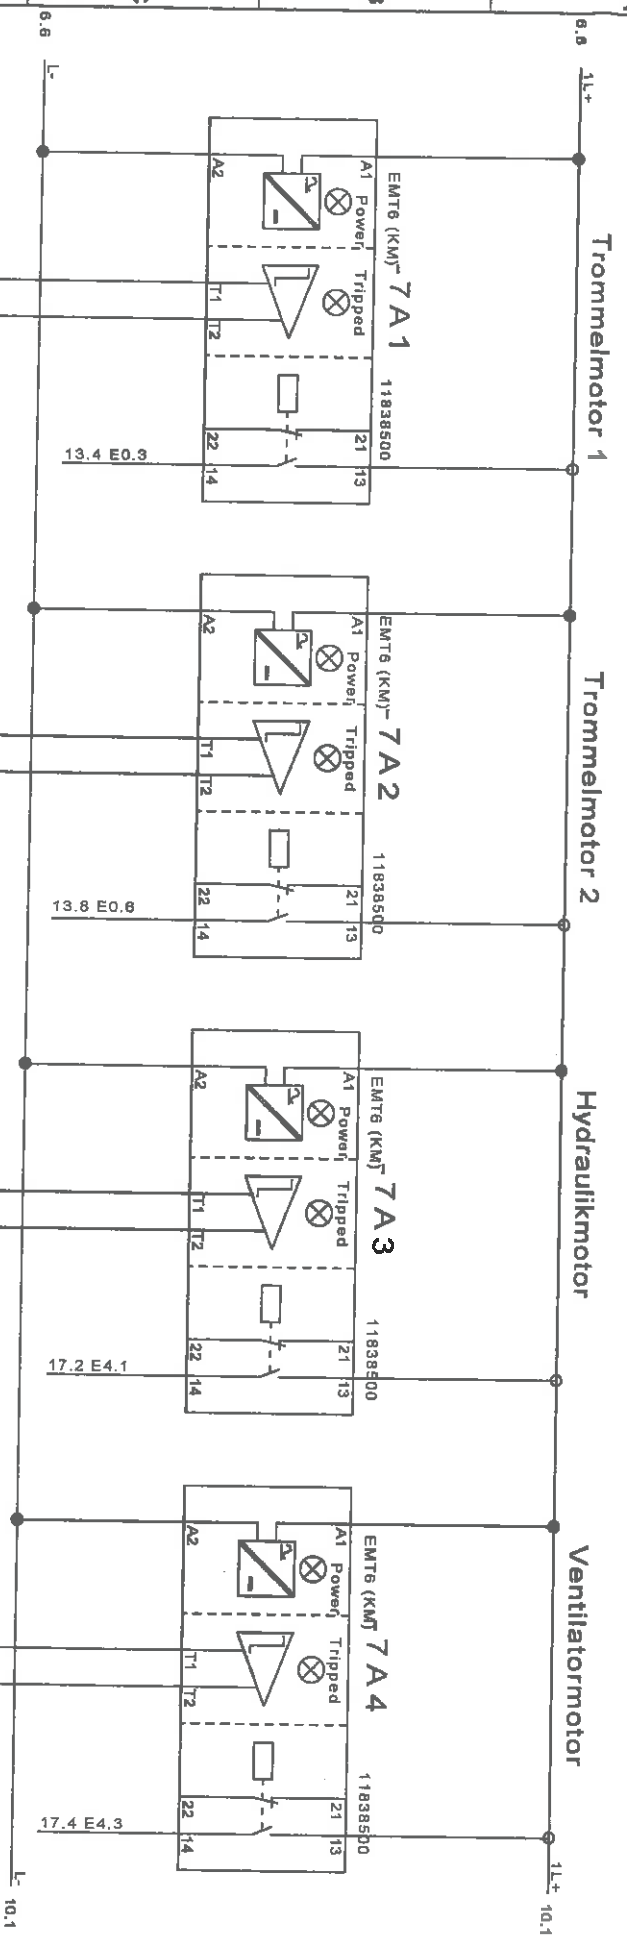 6.6
6.8
L-
1L+
Trommelmotor 1
EMT6 (KM)
-7A1
11838500
A1
A2
Power
Tripped
T1
T2
21
22
13
14
13.4 E0.3
Trommelmotor 2
EMT6 (KM)
-7A2
11838500
A1
A2
Power
Tripped
T1
T2
21
22
13
14
13.8 E0.6
Hydraulikmotor
EMT6 (KM)
-7A3
11838500
A1
A2
Power
Tripped
T1
T2
21
22
13
14
17.2 E4.1
Ventilatormotor
EMT6 (KM)
-7A4
11838500
A1
A2
Power
Tripped
T1
T2
21
22
13
14
17.4 E4.3
L-
10.1
1L+
10.1